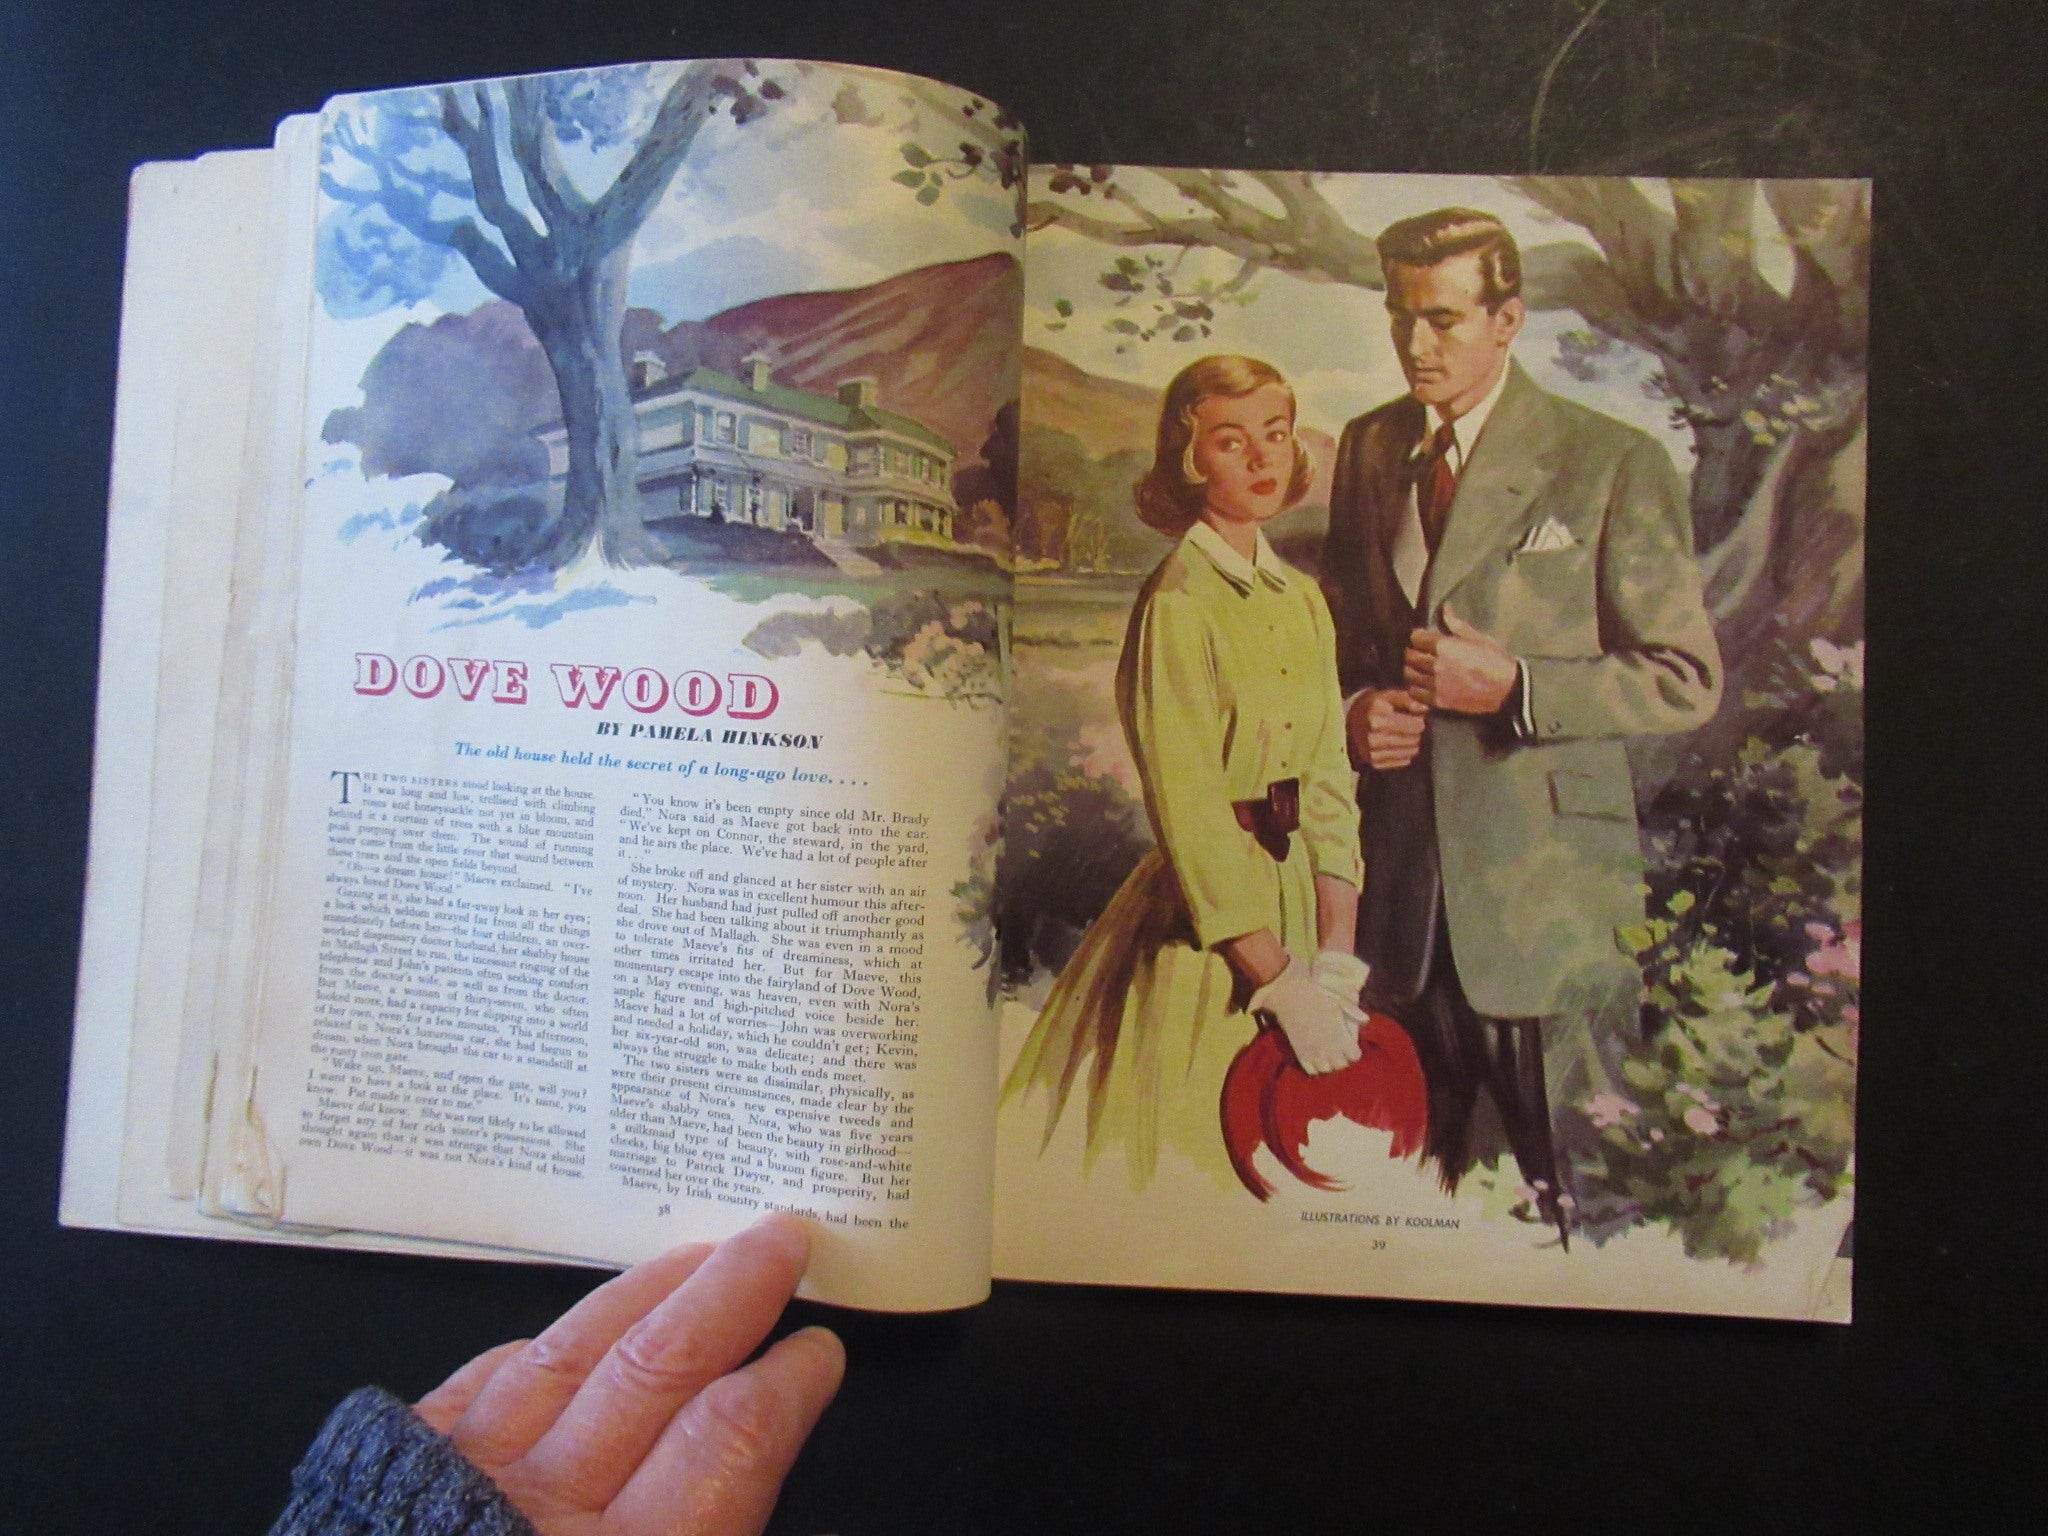 DOVE WOOD
BY PAMELA HINKSON
The old house held the secret of a long-ago love....
THE TWO SISTERS stood looking at the house.
It was long and low, trellised with climbing
roses and honeysuckle not yet in bloom, and
behind it a curtain of trees with a blue mountain
peak peeping over them. The sound of running
water came from the little river that wound between
these trees and the open fields beyond.
"Oh—a dream house!" Maeve exclaimed. "I've
always loved Dove Wood."
Gazing at it, she had a far-away look in her eyes;
a look which seldom strayed far from all the things
immediately before her—the four children, an over-
worked dispensary doctor husband, her shabby house
in Mallagh Street to run, the incessant ringing of the
telephone and John's patients often seeking comfort
from the doctor's wife, as well as from the doctor.
But Maeve, a woman of thirty-seven, who often
looked more, had a capacity for slipping into a world
of her own, even for a few minutes. This afternoon,
relaxed in Nora's luxurious car, she had begun to
dream, when Nora brought the car to a standstill at
the rusty iron gate.
"Wake up, Maeve, and open the gate, will you?
I want to have a look at the place. It's mine, you
know. Pat made it over to me."
Maeve did know. She was not likely to be allowed
to forget any of her rich sister's possessions. She
thought again that it was strange that Nora should
own Dove Wood—it was not Nora's kind of house.
"You know it's been empty since old Mr. Brady
died," Nora said as Maeve got back into the car.
"We've kept on Connor, the steward, in the yard,
and he airs the place. We've had a lot of people after
it..."
She broke off and glanced at her sister with an air
of mystery. Nora was in excellent humour this after-
noon. Her husband had just pulled off another good
deal. She had been talking about it triumphantly as
she drove out of Mallagh. She was even in a mood
to tolerate Maeve's fits of dreaminess, which at
other times irritated her. But for Maeve, this
momentary escape into the fairyland of Dove Wood,
on a May evening, was heaven, even with Nora's
ample figure and high-pitched voice beside her.
Maeve had a lot of worries—John was overworking
and needed a holiday, which he couldn't get; Kevin,
her six-year-old son, was delicate; and there was
always the struggle to make both ends meet.
The two sisters were as dissimilar, physically, as
were their present circumstances, made clear by the
appearance of Nora's new expensive tweeds and
Maeve's shabby ones. Nora, who was five years
older than Maeve, had been the beauty in girlhood—
a milkmaid type of beauty, with rose-and-white
cheeks, big blue eyes and a buxom figure. But her
marriage to Patrick Dwyer, and prosperity, had
coarsened her over the years.
Maeve, by Irish country standards, had been the
38
ILLUSTRATIONS BY KOOLMAN
39